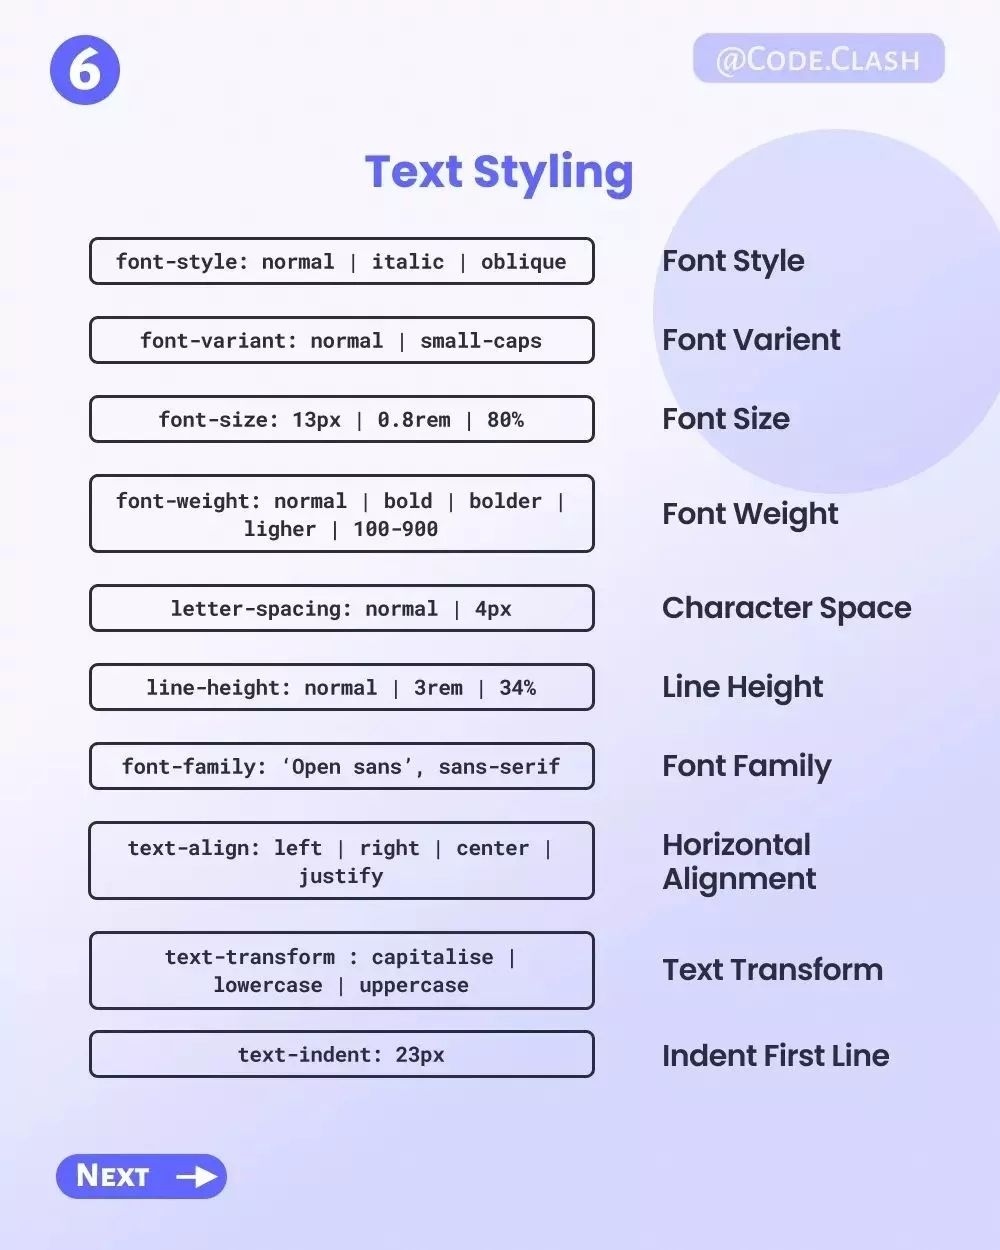 6
@Code.Clash
Text Styling
font-style: normal | italic | oblique
Font Style
font-variant: normal | small-caps
Font Varient
font-size: 13px | 0.8rem | 80%
Font Size
font-weight: normal | bold | bolder |
ligher | 100-900
Font Weight
letter-spacing: normal | 4px
Character Space
line-height: normal | 3rem | 34%
Line Height
font-family: ‘Open sans’, sans-serif
Font Family
text-align: left | right | center |
justify
Horizontal
Alignment
text-transform : capitalise |
lowercase | uppercase
Text Transform
text-indent: 23px
Indent First Line
Next